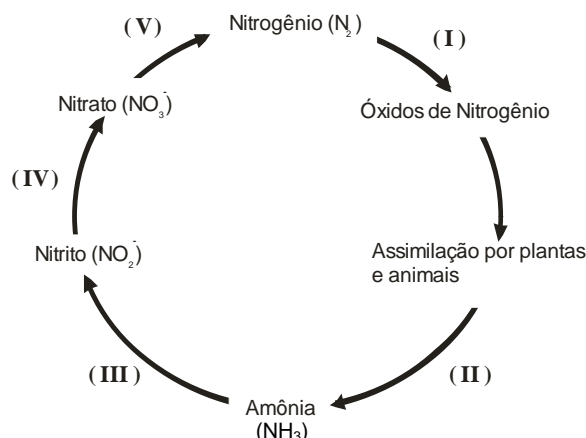 (V)
Nitrogênio (N₂)
(I)
Nitrato (NO₃⁻)
Óxidos de Nitrogênio
(IV)
Nitrito (NO₂⁻)
Assimilação por plantas
e animais
(III)
(II)
Amônia
(NH₃)